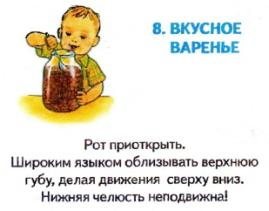 8. ВКУСНОЕ
ВАРЕНЬЕ
Рот приоткрыть.
Широким языком облизывать верхнюю
губу, делая движения сверху вниз.
Нижняя челюсть неподвижна!